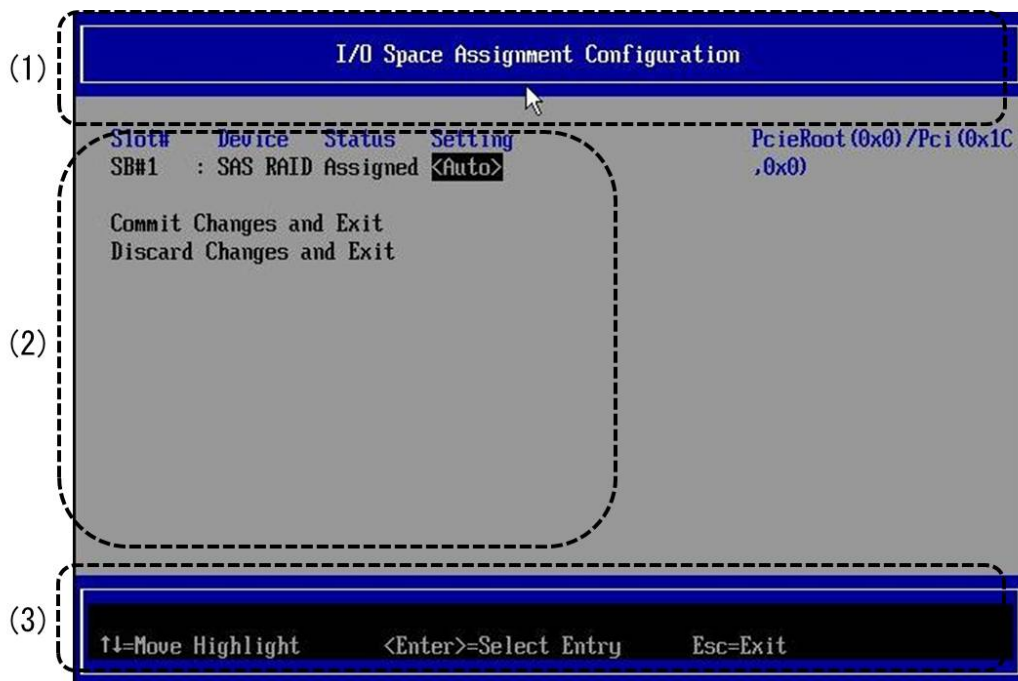 (1)
I/O Space Assignment Configuration
Slot# Device Status Setting PcieRoot(0x0)/Pci(0x1C
SB#1 : SAS RAID Assigned <Auto> ,0x0)
Commit Changes and Exit
Discard Changes and Exit
(2)
(3)
↑↓=Move Highlight <Enter>=Select Entry Esc=Exit